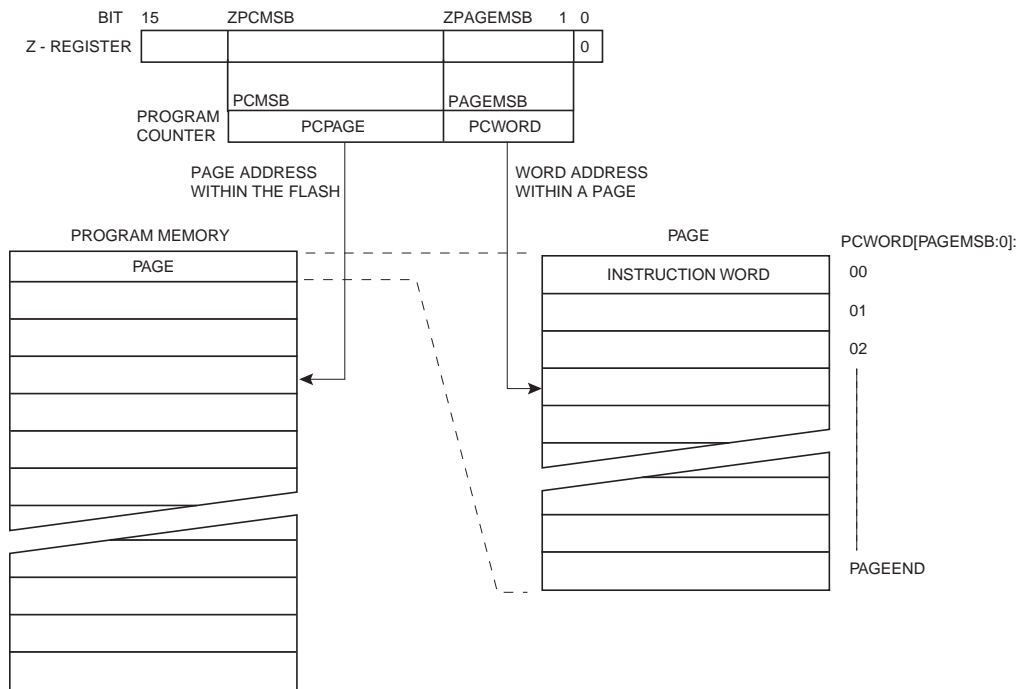 BIT 15 ZPCMSB ZPAGEMSB 1 0
Z - REGISTER 0
PCMSB PAGEMSB
PROGRAM
COUNTER
PCPAGE PCWORD
PAGE ADDRESS
WITHIN THE FLASH
WORD ADDRESS
WITHIN A PAGE
PROGRAM MEMORY
PAGE
PAGE
PCWORD[PAGEMSB:0]:
INSTRUCTION WORD 00
01
02
PAGEEND